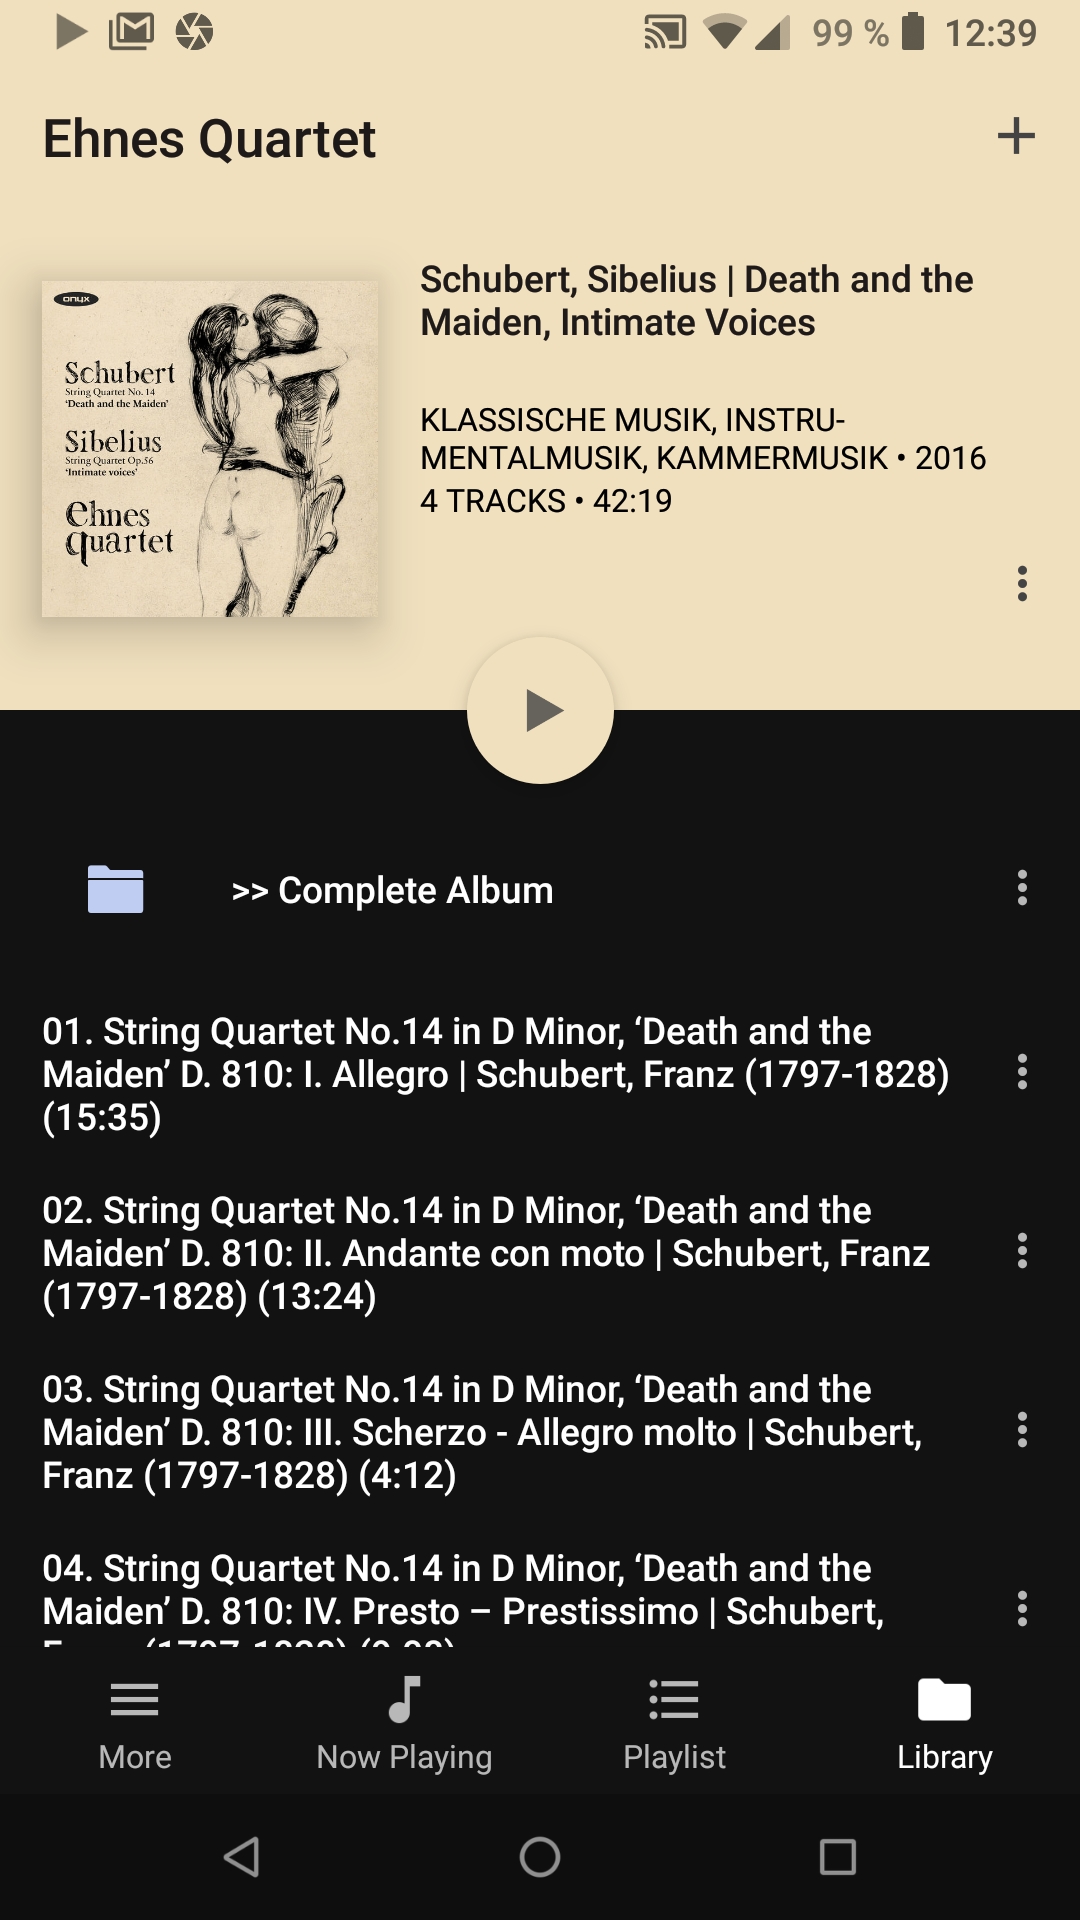 99 % 12:39
Ehnes Quartet
onyx
Schubert
String Quartet No. 14
‘Death and the Maiden’
Sibelius
String Quartet Op.56
‘Intimate voices’
Ehnes
quartet
Schubert, Sibelius | Death and the
Maiden, Intimate Voices
KLASSISCHE MUSIK, INSTRU-
MENTALMUSIK, KAMMERMUSIK • 2016
4 TRACKS • 42:19
>> Complete Album
01. String Quartet No.14 in D Minor, ‘Death and the
Maiden’ D. 810: I. Allegro | Schubert, Franz (1797-1828)
(15:35)
02. String Quartet No.14 in D Minor, ‘Death and the
Maiden’ D. 810: II. Andante con moto | Schubert, Franz
(1797-1828) (13:24)
03. String Quartet No.14 in D Minor, ‘Death and the
Maiden’ D. 810: III. Scherzo - Allegro molto | Schubert,
Franz (1797-1828) (4:12)
04. String Quartet No.14 in D Minor, ‘Death and the
Maiden’ D. 810: IV. Presto – Prestissimo | Schubert,
More
Now Playing
Playlist
Library